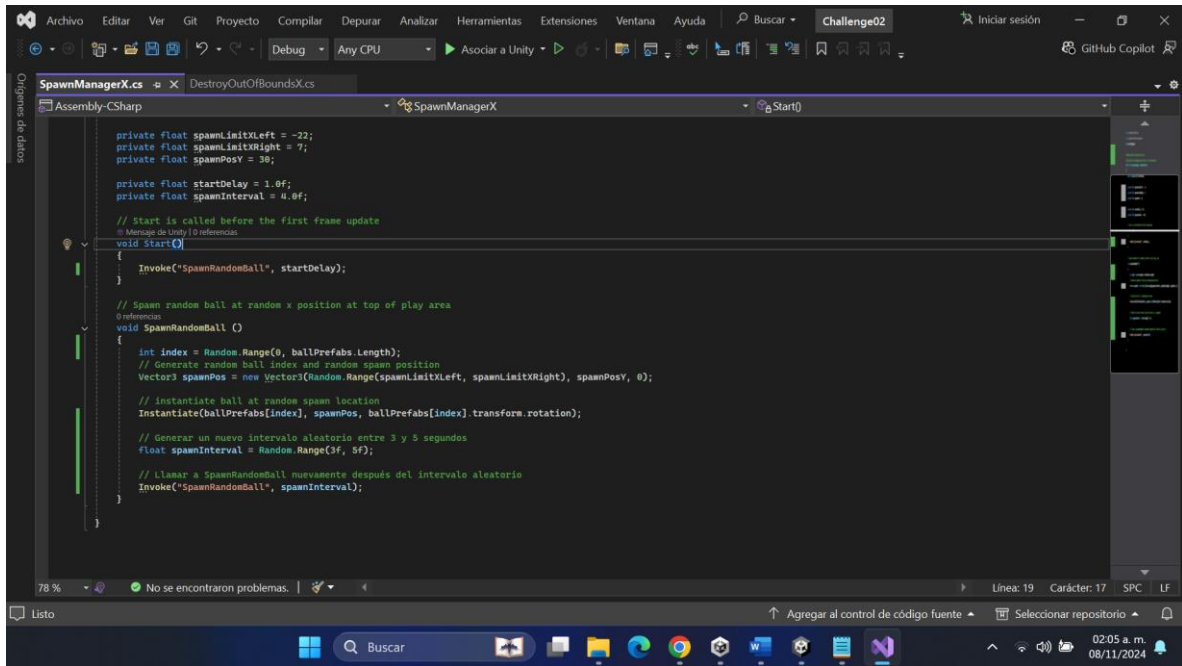 Archivo Editar Ver Git Proyecto Compilar Depurar Analizar Herramientas Extensiones Ventana Ayuda Buscar Challenge02 Iniciar sesión
Debug Any CPU Asociar a Unity GitHub Copilot
Orígenes de datos
SpawnManagerX.cs DestroyOutOfBoundsX.cs
Assembly-CSharp SpawnManagerX Start()
private float spawnLimitXLeft = -22;
private float spawnLimitXRight = 7;
private float spawnPosY = 30;
private float startDelay = 1.0f;
private float spawnInterval = 4.0f;
// Start is called before the first frame update
Mensaje de Unity | 0 referencias
void Start()
{
Invoke("SpawnRandomBall", startDelay);
}
// Spawn random ball at random x position at top of play area
0 referencias
void SpawnRandomBall ()
{
int index = Random.Range(0, ballPrefabs.Length);
// Generate random ball index and random spawn position
Vector3 spawnPos = new Vector3(Random.Range(spawnLimitXLeft, spawnLimitXRight), spawnPosY, 0);
// instantiate ball at random spawn location
Instantiate(ballPrefabs[index], spawnPos, ballPrefabs[index].transform.rotation);
// Generar un nuevo intervalo aleatorio entre 3 y 5 segundos
float spawnInterval = Random.Range(3f, 5f);
// Llamar a SpawnRandomBall nuevamente después del intervalo aleatorio
Invoke("SpawnRandomBall", spawnInterval);
}
}
78 % No se encontraron problemas. Línea: 19 Carácter: 17 SPC LF
Listo Agregar al control de código fuente Seleccionar repositorio
Buscar
02:05 a. m.
08/11/2024